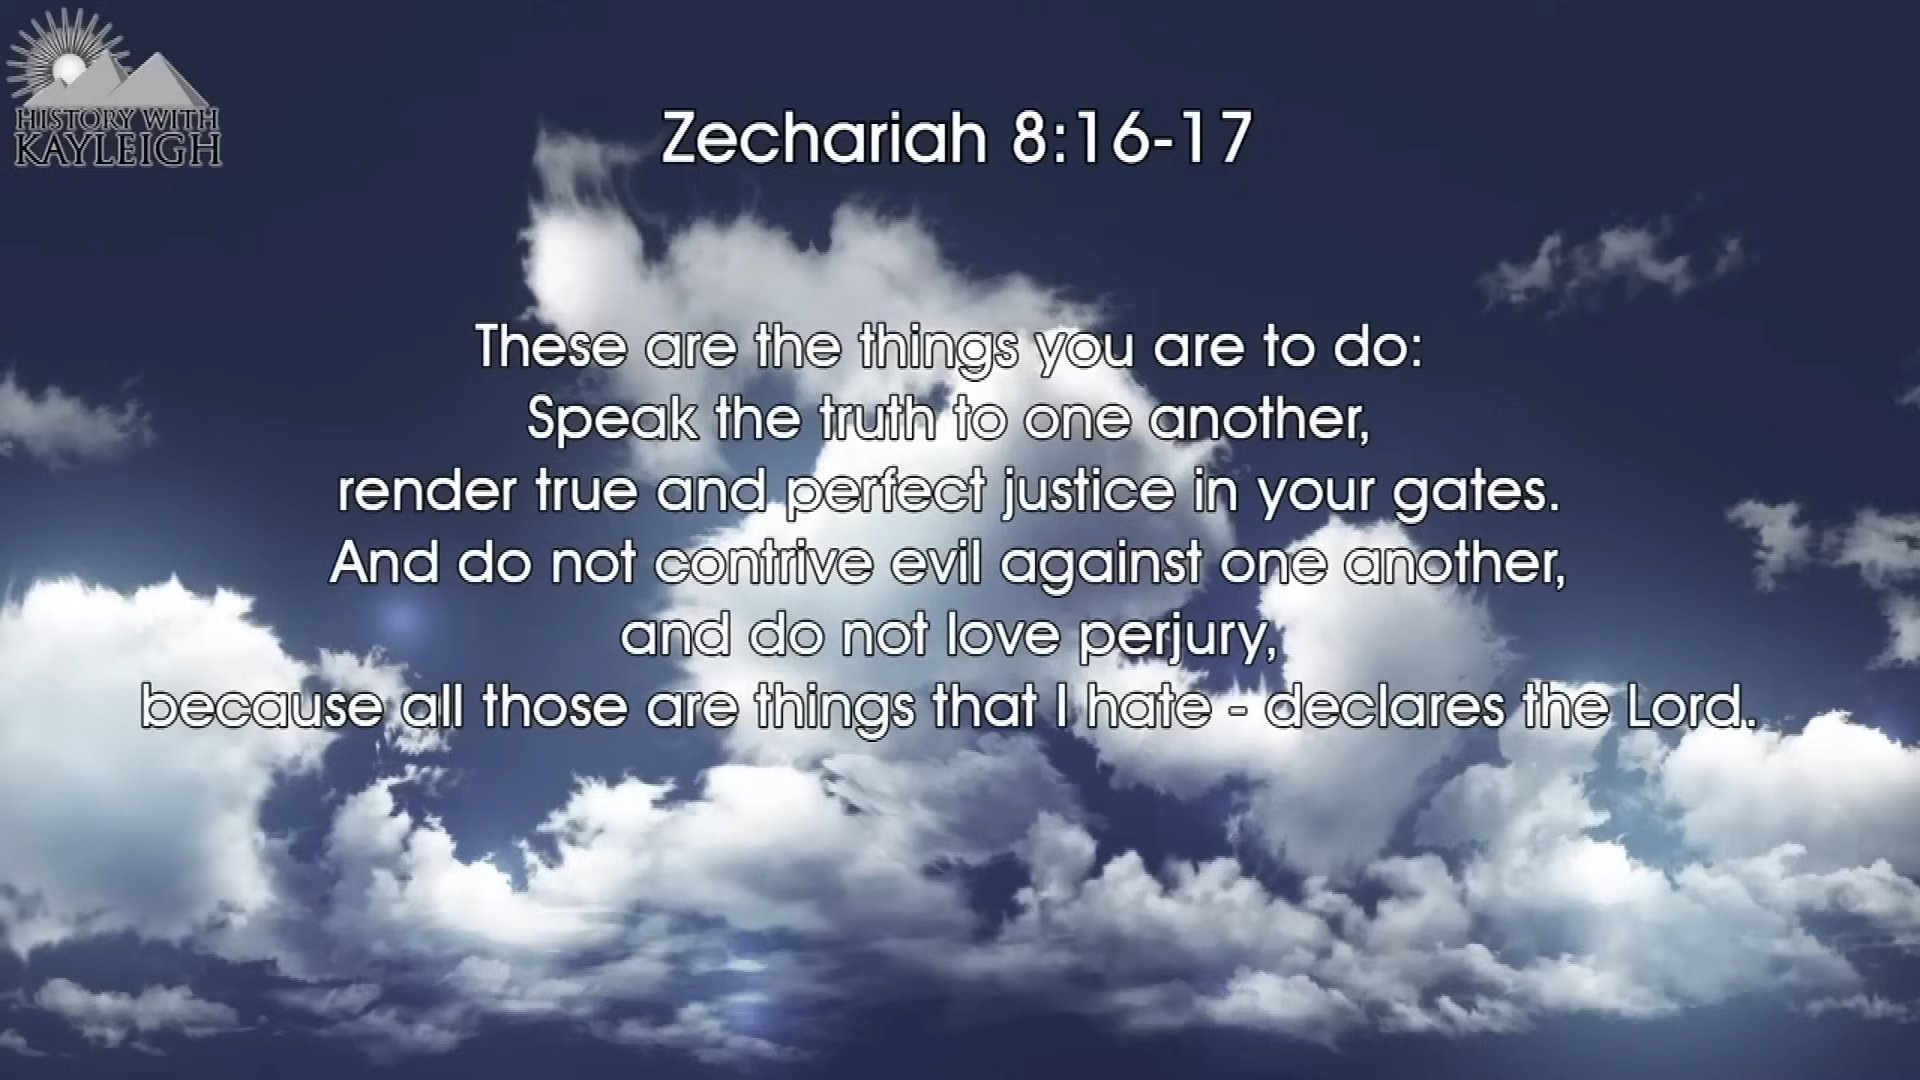 HISTORY WITH
KAYLEIGH
Zechariah 8:16-17
These are the things you are to do:
Speak the truth to one another,
render true and perfect justice in your gates.
And do not contrive evil against one another,
and do not love perjury,
because all those are things that I hate - declares the Lord.